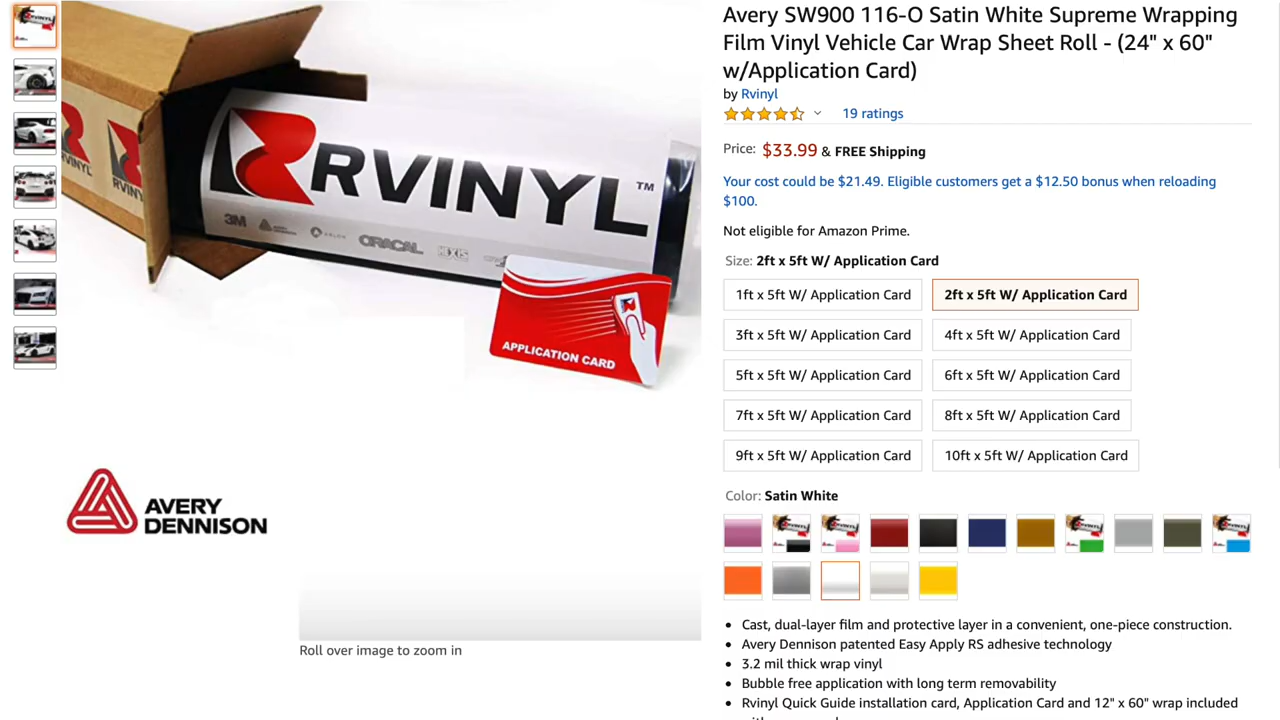 Avery SW900 116-O Satin White Supreme Wrapping
Film Vinyl Vehicle Car Wrap Sheet Roll - (24" x 60"
w/Application Card)
by Rvinyl
19 ratings
Price: $33.99 & FREE Shipping
Your cost could be $21.49. Eligible customers get a $12.50 bonus when reloading
$100.
Not eligible for Amazon Prime.
Size: 2ft x 5ft W/ Application Card
1ft x 5ft W/ Application Card 2ft x 5ft W/ Application Card
3ft x 5ft W/ Application Card 4ft x 5ft W/ Application Card
5ft x 5ft W/ Application Card 6ft x 5ft W/ Application Card
7ft x 5ft W/ Application Card 8ft x 5ft W/ Application Card
9ft x 5ft W/ Application Card 10ft x 5ft W/ Application Card
Color: Satin White
• Cast, dual-layer film and protective layer in a convenient, one-piece construction.
• Avery Dennison patented Easy Apply RS adhesive technology
• 3.2 mil thick wrap vinyl
• Bubble free application with long term removability
• Rvinyl Quick Guide installation card, Application Card and 12" x 60" wrap included
RVINYL™
3M ORACAL HEXIS
APPLICATION CARD
AVERY
DENNISON
Roll over image to zoom in